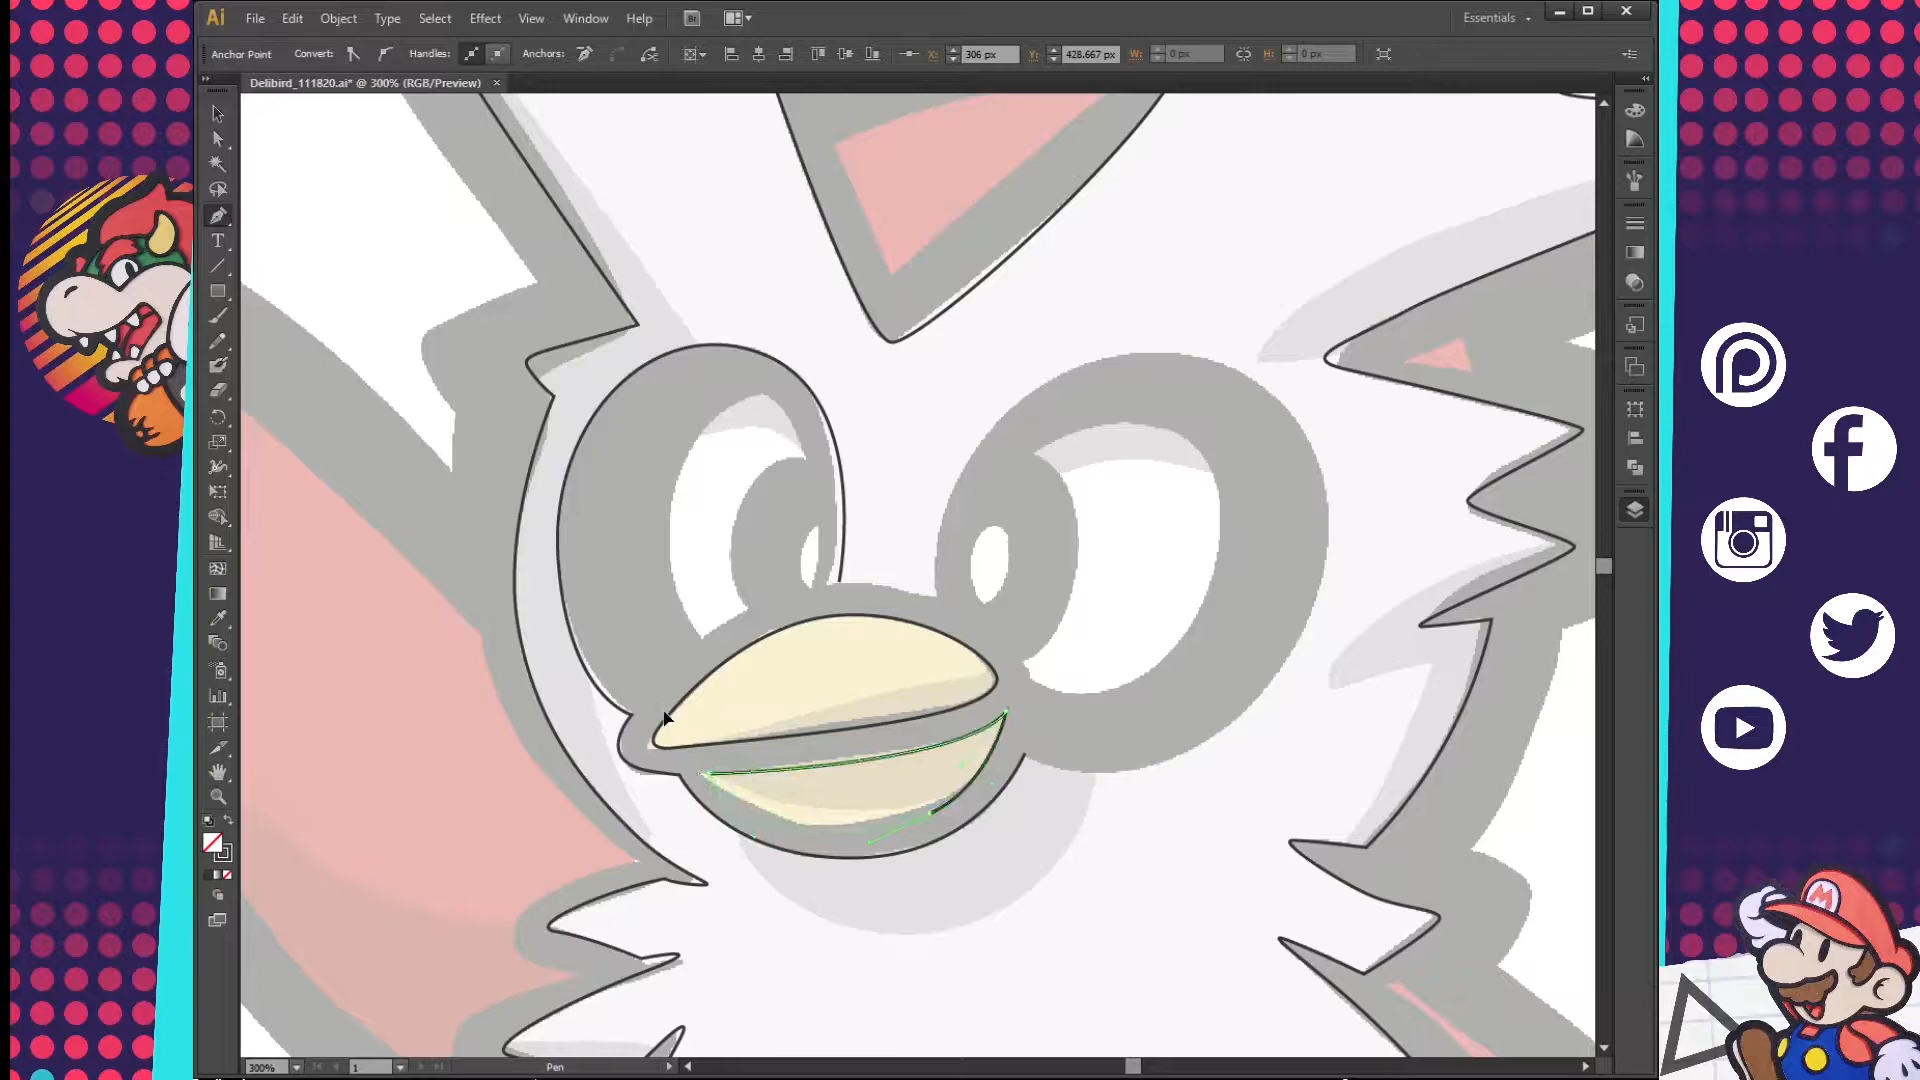 Ai File Edit Object Type Select Effect View Window Help Br Essentials
Anchor Point Convert: Handles: Anchors: X: 306 px Y: 428.667 px W: 0 px H: 0 px
Delibird_111820.ai* @ 300% (RGB/Preview)
T
M
300% 1 Pen